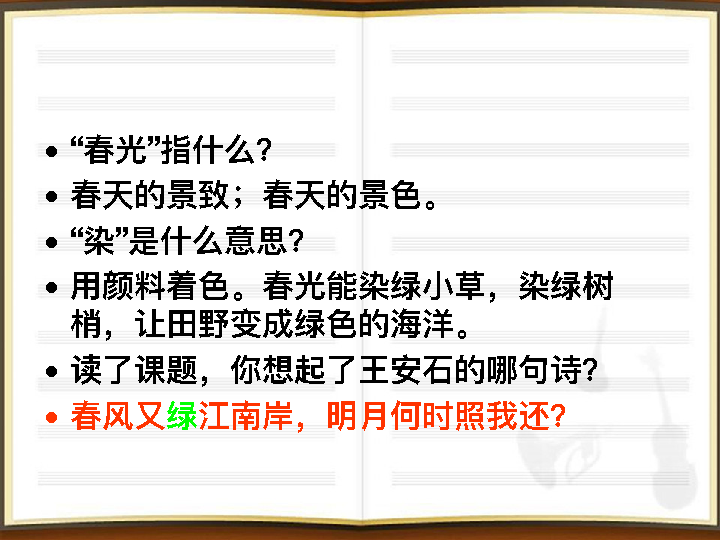 • “春光”指什么？
• 春天的景致；春天的景色。
• “染”是什么意思？
• 用颜料着色。春光能染绿小草，染绿树
梢，让田野变成绿色的海洋。
• 读了课题，你想起了王安石的哪句诗？
• 春风又绿江南岸，明月何时照我还？